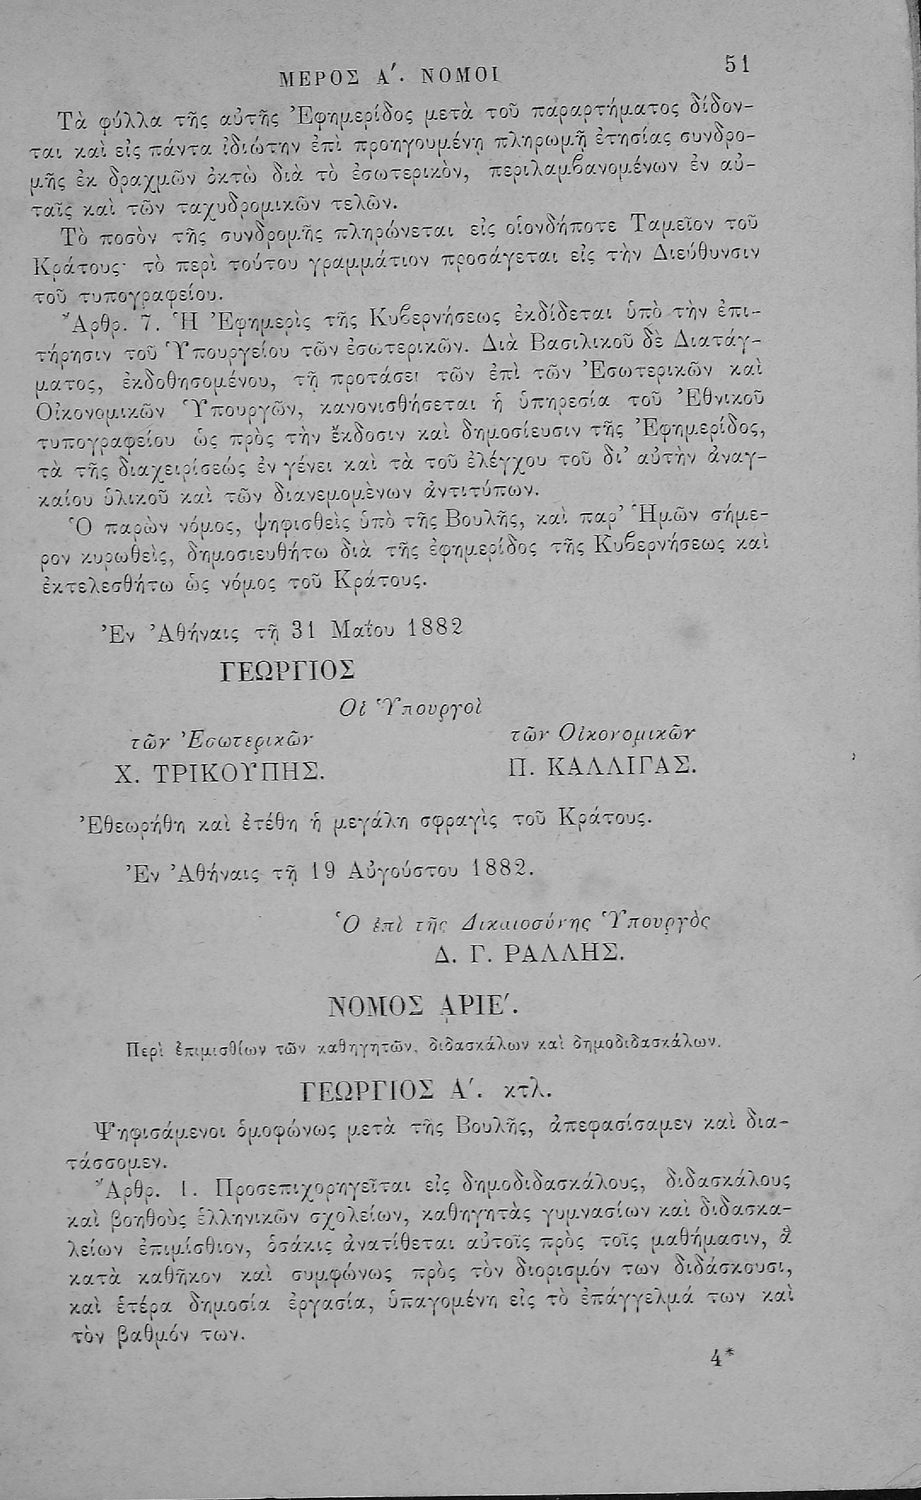 ΜΕΡΟΣ Α′. ΝΟΜΟΙ
51
Τὰ φύλλα τῆς αὐτῆς Ἐφημερίδος μετὰ τοῦ παραρτήματος δίδον-
ται καὶ εἰς πάντα ἰδιώτην ἐπὶ προηγουμένῃ πληρωμῇ ἐτησίας συνδρο-
μῆς ἐκ δραχμῶν ὀκτὼ διὰ τὸ ἐσωτερικὸν, περιλαμϐανομένων ἐν αὐ-
ταῖς καὶ τῶν ταχυδρομικῶν τελῶν.
Τὸ ποσὸν τῆς συνδρομῆς πληρώνεται εἰς οἱονδήποτε Ταμεῖον τοῦ
Κράτους· τὸ περὶ τούτου γραμμάτιον προσάγεται εἰς τὴν Διεύθυνσιν
τοῦ τυπογραφείου.
Ἄρθρ. 7. Ἡ Ἐφημερὶς τῆς Κυϐερνήσεως ἐκδίδεται ὑπὸ τὴν ἐπι-
τήρησιν τοῦ Ὑπουργείου τῶν ἐσωτερικῶν. Διὰ Βασιλικοῦ δὲ Διατάγ-
ματος, ἐκδοθησομένου, τῇ προτάσει τῶν ἐπὶ τῶν Ἐσωτερικῶν καὶ
Οἰκονομικῶν Ὑπουργῶν, κανονισθήσεται ἡ ὑπηρεσία τοῦ Ἐθνικοῦ
τυπογραφείου ὡς πρὸς τὴν ἔκδοσιν καὶ δημοσίευσιν τῆς Ἐφημερίδος,
τὰ τῆς διαχειρίσεώς ἐν γένει καὶ τὰ τοῦ ἐλέγχου τοῦ δι’ αὐτὴν ἀναγ-
καίου ὑλικοῦ καὶ τῶν διανεμομὲνων ἀντιτύπων.
Ὁ παρὼν νόμος, ψηφισθεὶς ὑπὸ τῆς Βουλῆς, καὶ παρ’ Ἡμῶν σήμε-
ρον κυρωθεὶς, δημοσιευθήτω διὰ τῆς ἐφημερίδος τῆς Κυϐερνήσεως καὶ
ἐκτελεσθήτω ὡς νόμος τοῦ Κράτους.
Ἐν Ἀθήναις τῇ 31 Μαΐου 1882
ΓΕΩΡΓΙΟΣ
Οἱ Ὑπουργοὶ
τῶν Ἐσωτερικῶν
τῶν Οἰκονομικῶν
Χ. ΤΡΙΚΟΥΠΗΣ.
Π. ΚΑΛΛΙΓΑΣ.
Ἐθεωρήθη καὶ ἐτέθη ἡ μεγάλη σφραγὶς τοῦ Κράτους.
Ἐν Ἀθήναις τῇ 19 Αὐγούστου 1882.
Ὁ ἐπὶ τῆς Δικαιοσύνης Ὑπουργὸς
Δ. Γ. ΡΑΛΛΗΣ.
ΝΟΜΟΣ ͵ΑΡΙΕ′.
Περὶ ἐπιμισθίων τῶν καθηγητῶν, διδασκάλων καὶ δημοδιδασκάλων.
ΓΕΩΡΓΙΟΣ Α′. κτλ.
Ψηφισάμενοι ὁμοφώνως μετὰ τῆς Βουλῆς, ἀπεφασίσαμεν καὶ δια-
τάσσομεν.
Ἄρθρ. 1. Προσεπιχορηγεῖται εἰς δημοδιδασκάλους, διδασκάλους
καὶ βοηθοὺς ἑλληνικῶν σχολείων, καθηγητὰς γυμνασίων καὶ διδασκα-
λείων ἐπιμίσθιον, ὁσάκις ἀνατίθεται αὐτοῖς πρὸς τοῖς μαθήμασιν, ἃ
κατὰ καθῆκον καὶ συμφώνως πρὸς τὸν διορισμόν των διδάσκουσι,
καὶ ἑτέρα δημοσία ἐργασία, ὑπαγομένη εἰς τὸ ἐπάγγελμά των καὶ
τὸν βαθμόν των.
4*